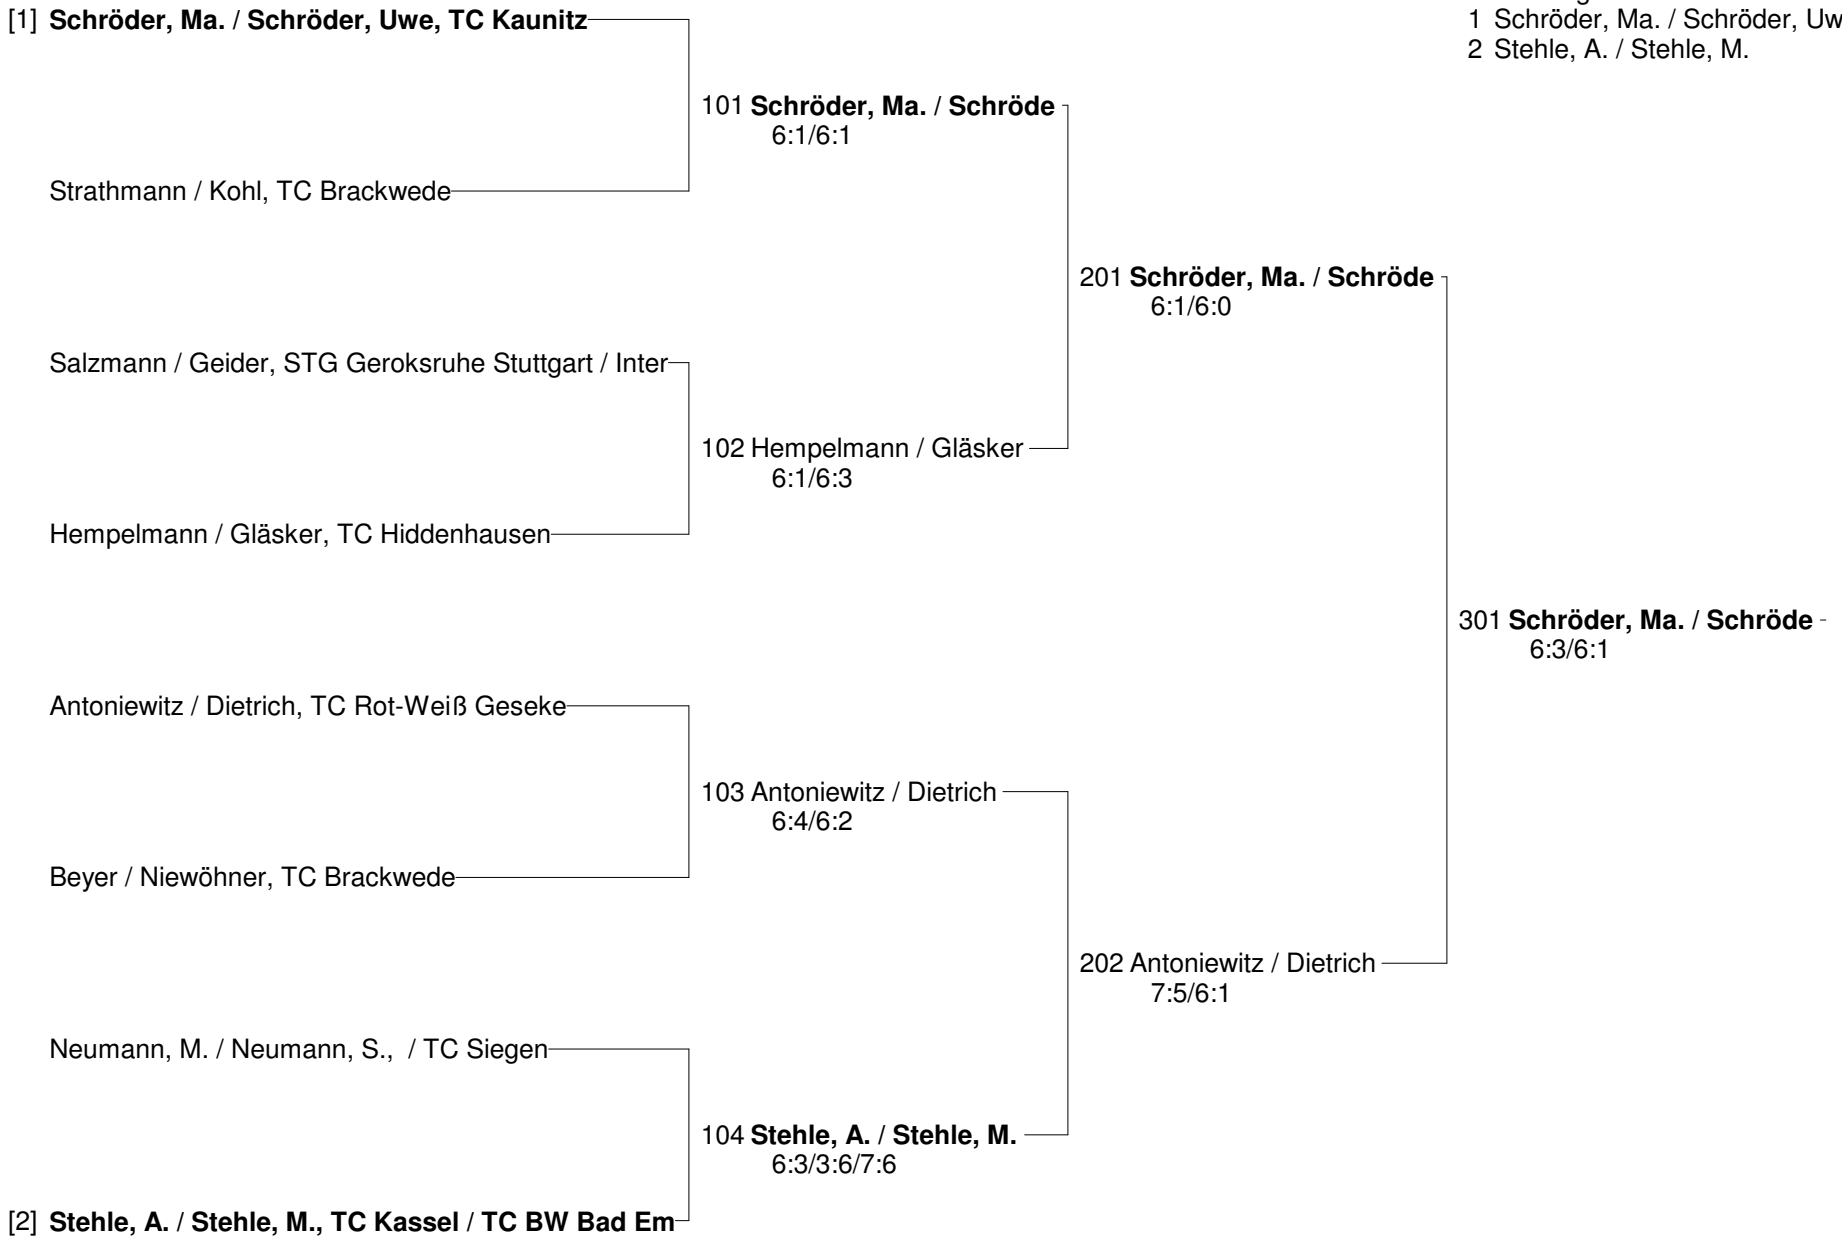 [1] Schröder, Ma. / Schröder, Uwe, TC Kaunitz
1 Schröder, Ma. / Schröder, Uw
2 Stehle, A. / Stehle, M.
101 Schröder, Ma. / Schröde
6:1/6:1
Strathmann / Kohl, TC Brackwede
201 Schröder, Ma. / Schröde
6:1/6:0
Salzmann / Geider, STG Geroksruhe Stuttgart / Inter
102 Hempelmann / Gläsker
6:1/6:3
Hempelmann / Gläsker, TC Hiddenhausen
301 Schröder, Ma. / Schröde
6:3/6:1
Antoniewitz / Dietrich, TC Rot-Weiß Geseke
103 Antoniewitz / Dietrich
6:4/6:2
Beyer / Niewöhner, TC Brackwede
202 Antoniewitz / Dietrich
7:5/6:1
Neumann, M. / Neumann, S.,  / TC Siegen
104 Stehle, A. / Stehle, M.
6:3/3:6/7:6
[2] Stehle, A. / Stehle, M., TC Kassel / TC BW Bad Em